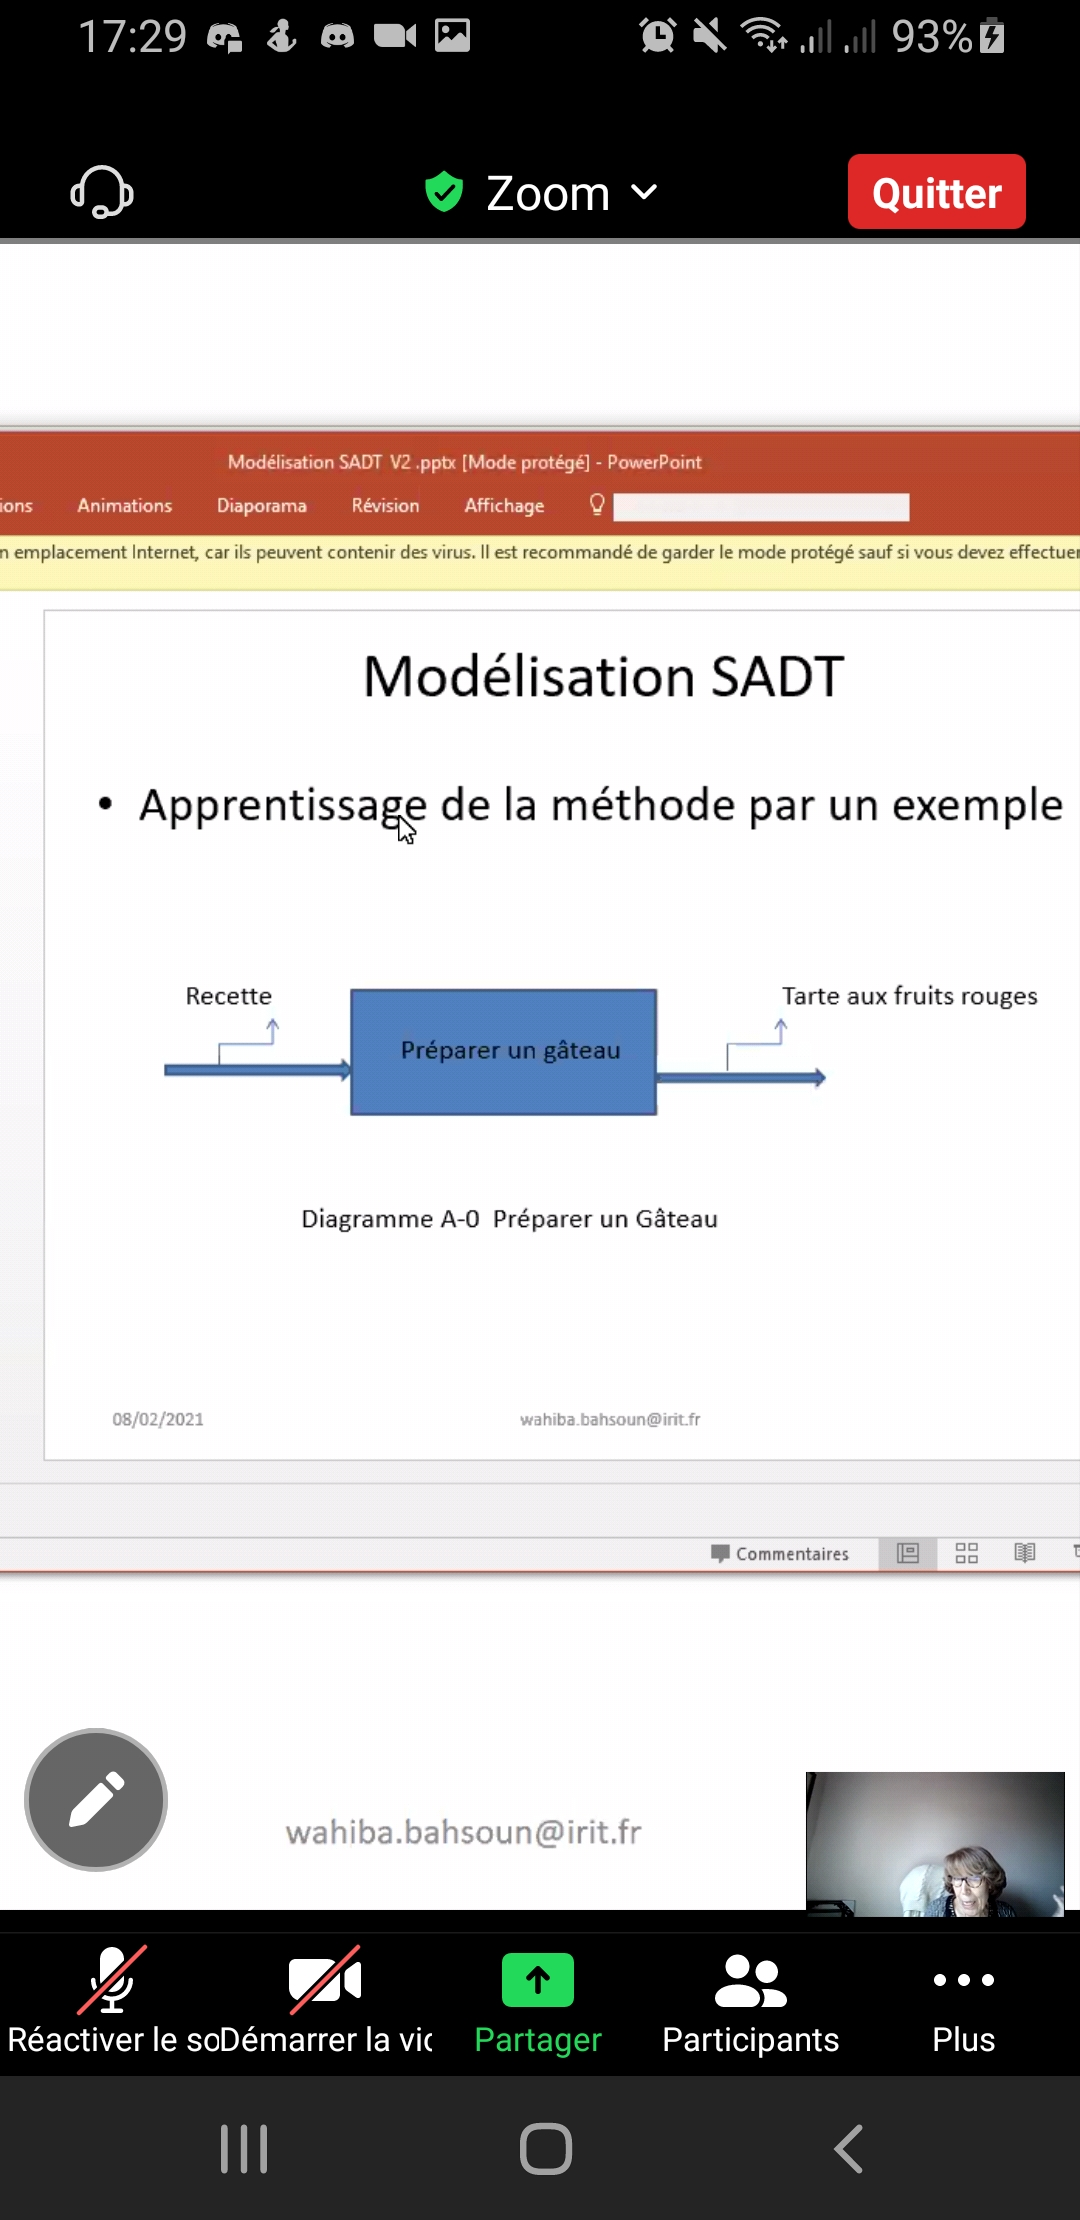 17:29
93%
Zoom
Quitter
Modélisation SADT V2 .pptx [Mode protégé] - PowerPoint
ions Animations Diaporama Révision Affichage
n emplacement Internet, car ils peuvent contenir des virus. Il est recommandé de garder le mode protégé sauf si vous devez effectuer
Modélisation SADT
• Apprentissage de la méthode par un exemple
Recette
Tarte aux fruits rouges
Préparer un gâteau
Diagramme A-0 Préparer un Gâteau
08/02/2021
wahiba.bahsoun@irit.fr
Commentaires
wahiba.bahsoun@irit.fr
Réactiver le so
Démarrer la vic
Partager
Participants
Plus